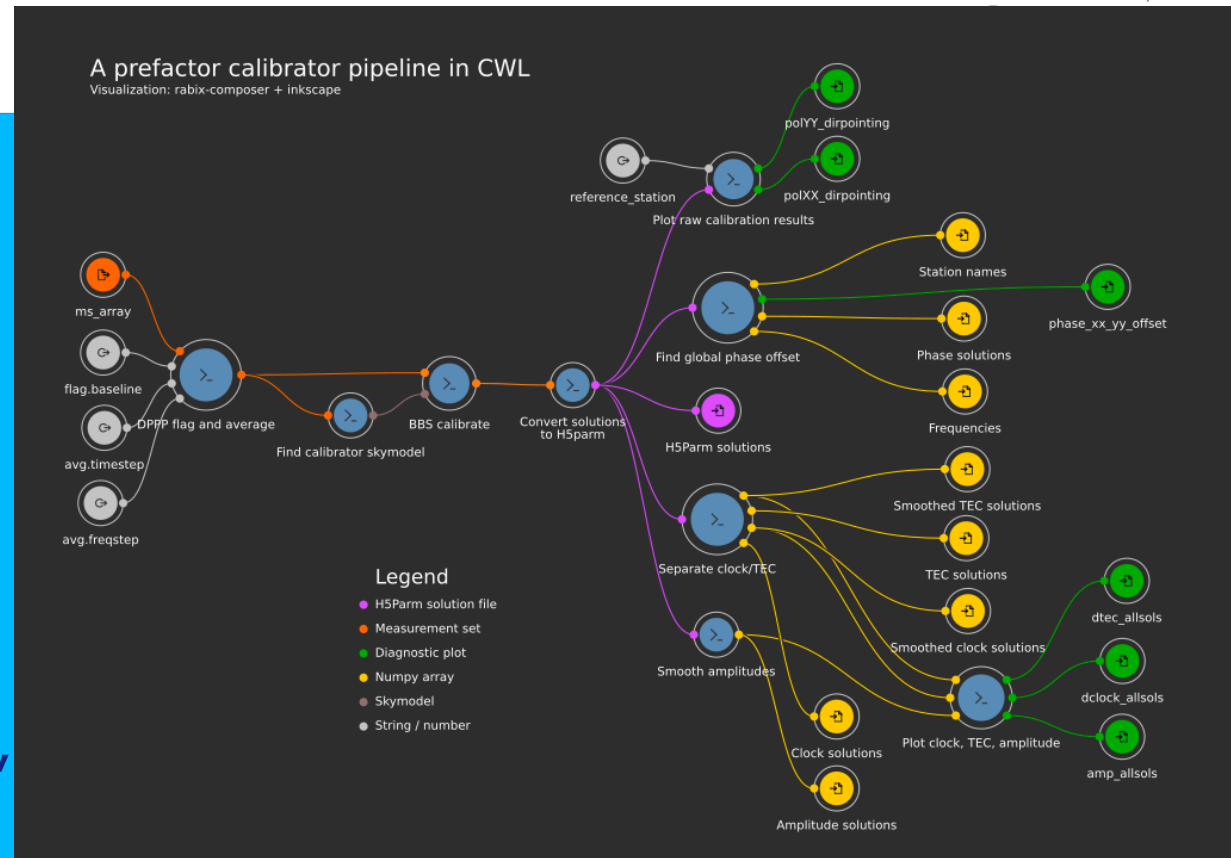 A prefactor calibrator pipeline in CWL
Visualization: rabix-composer + inkscape
polYY_dirpointing
polXX_dirpointing
reference_station
Plot raw calibration results
Station names
ms_array
phase_xx_yy_offset
Find global phase offset
Phase solutions
flag.baseline
DPPP flag and average
BBS calibrate
Convert solutions
to H5parm
Frequencies
Find calibrator skymodel
H5Parm solutions
avg.timestep
Smoothed TEC solutions
avg.freqstep
Separate clock/TEC
TEC solutions
Legend
H5Parm solution file
Measurement set
Diagnostic plot
Numpy array
Skymodel
String / number
dtec_allsols
Smoothed clock solutions
Smooth amplitudes
dclock_allsols
Plot clock, TEC, amplitude
Clock solutions
amp_allsols
Amplitude solutions